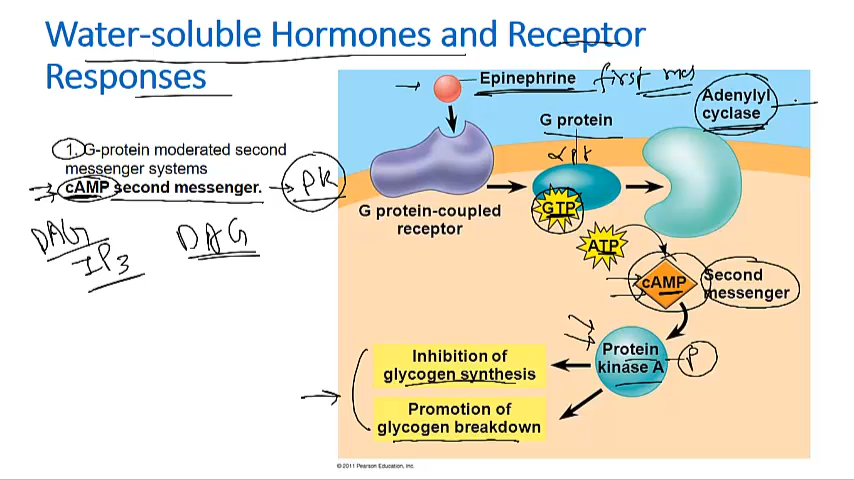 Water-soluble Hormones and Receptor
Responses
Epinephrine
first mes
Adenylyl
cyclase
G protein
αβγ
1. G-protein moderated second
messenger systems
cAMP second messenger.
PK
G protein-coupled
receptor
GTP
ATP
DAG
IP3
DAG
cAMP
Second
messenger
Protein
kinase A
P
Inhibition of
glycogen synthesis
Promotion of
glycogen breakdown
© 2011 Pearson Education, Inc.